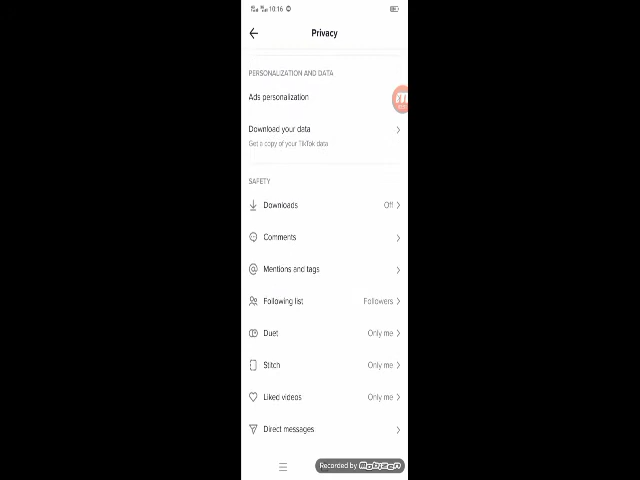 10:16
Privacy
PERSONALIZATION AND DATA
Ads personalization
Download your data
Get a copy of your TikTok data
SAFETY
Downloads Off
Comments
Mentions and tags
Following list Followers
Duet Only me
Stitch Only me
Liked videos Only me
Direct messages
Recorded by mobizen